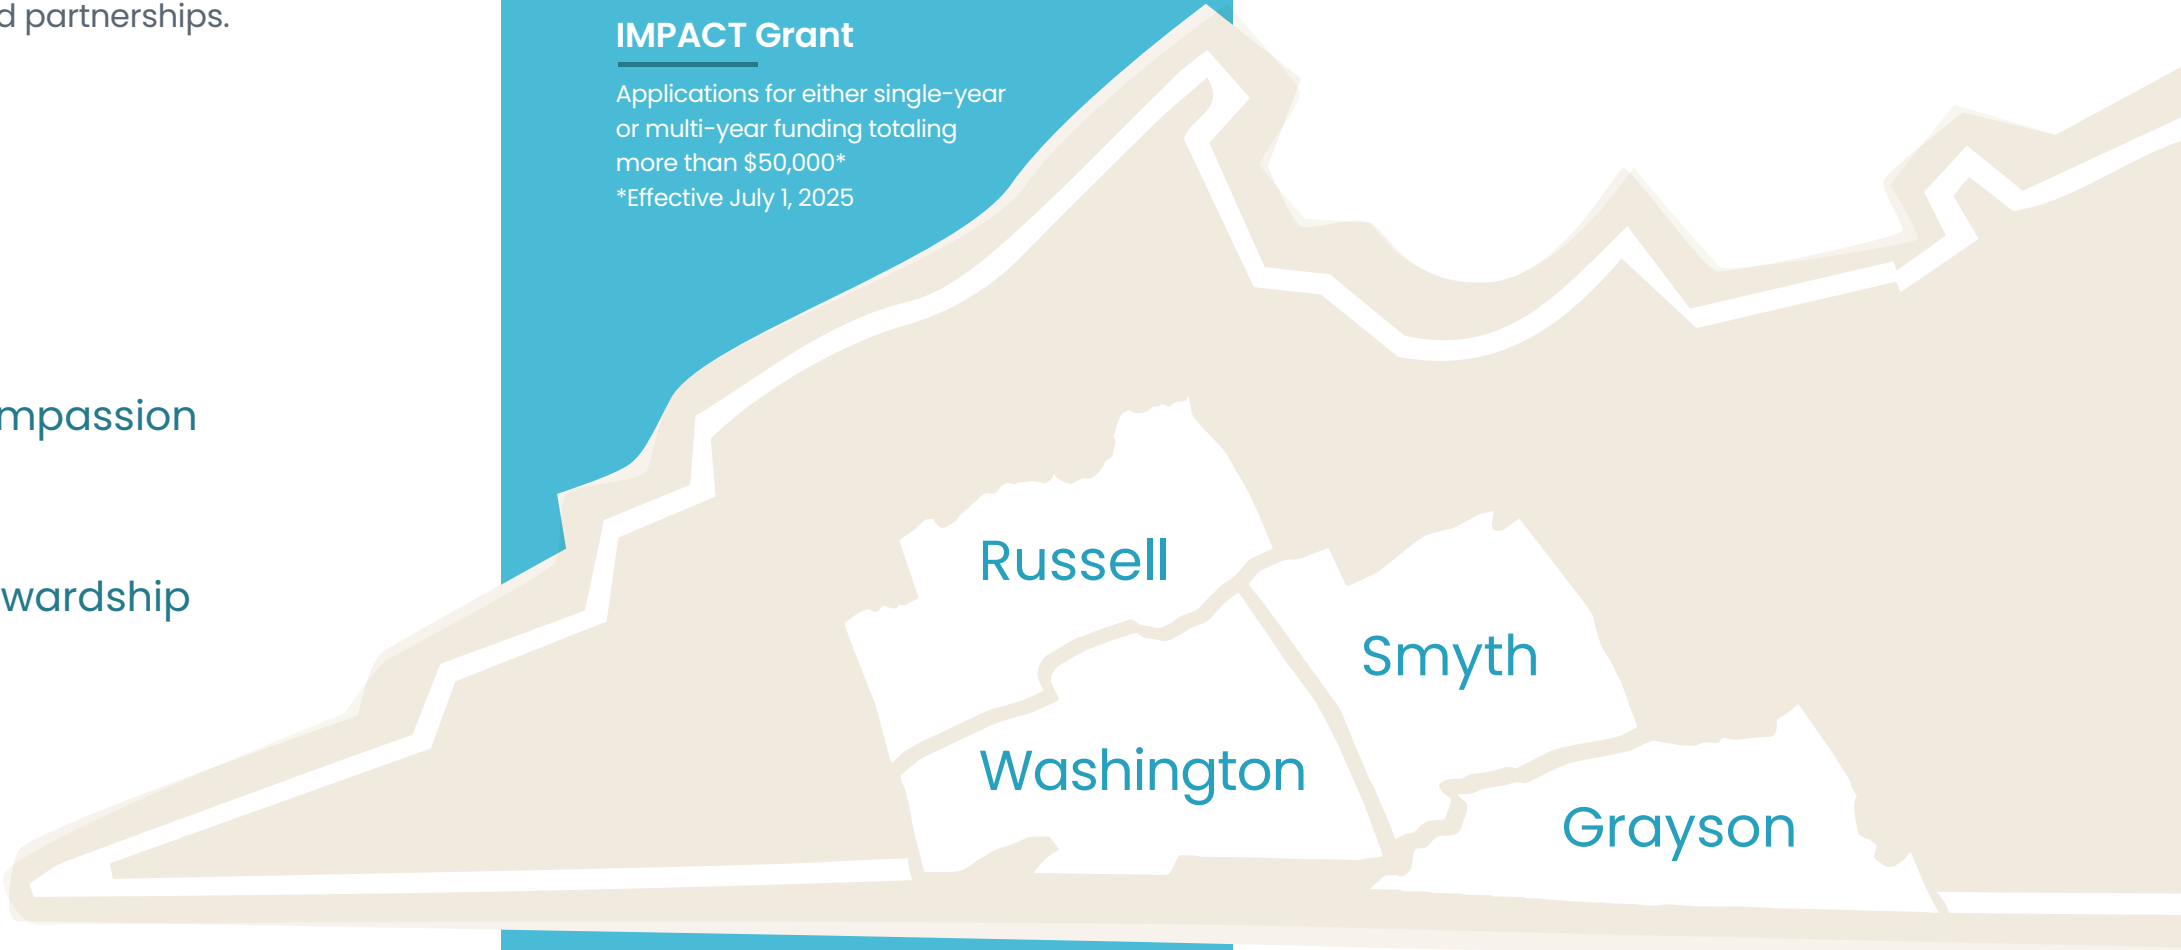 d partnerships.
mpassion
wardship
IMPACT Grant
Applications for either single-year
or multi-year funding totaling
more than $50,000*
*Effective July 1, 2025
Russell
Smyth
Washington
Grayson